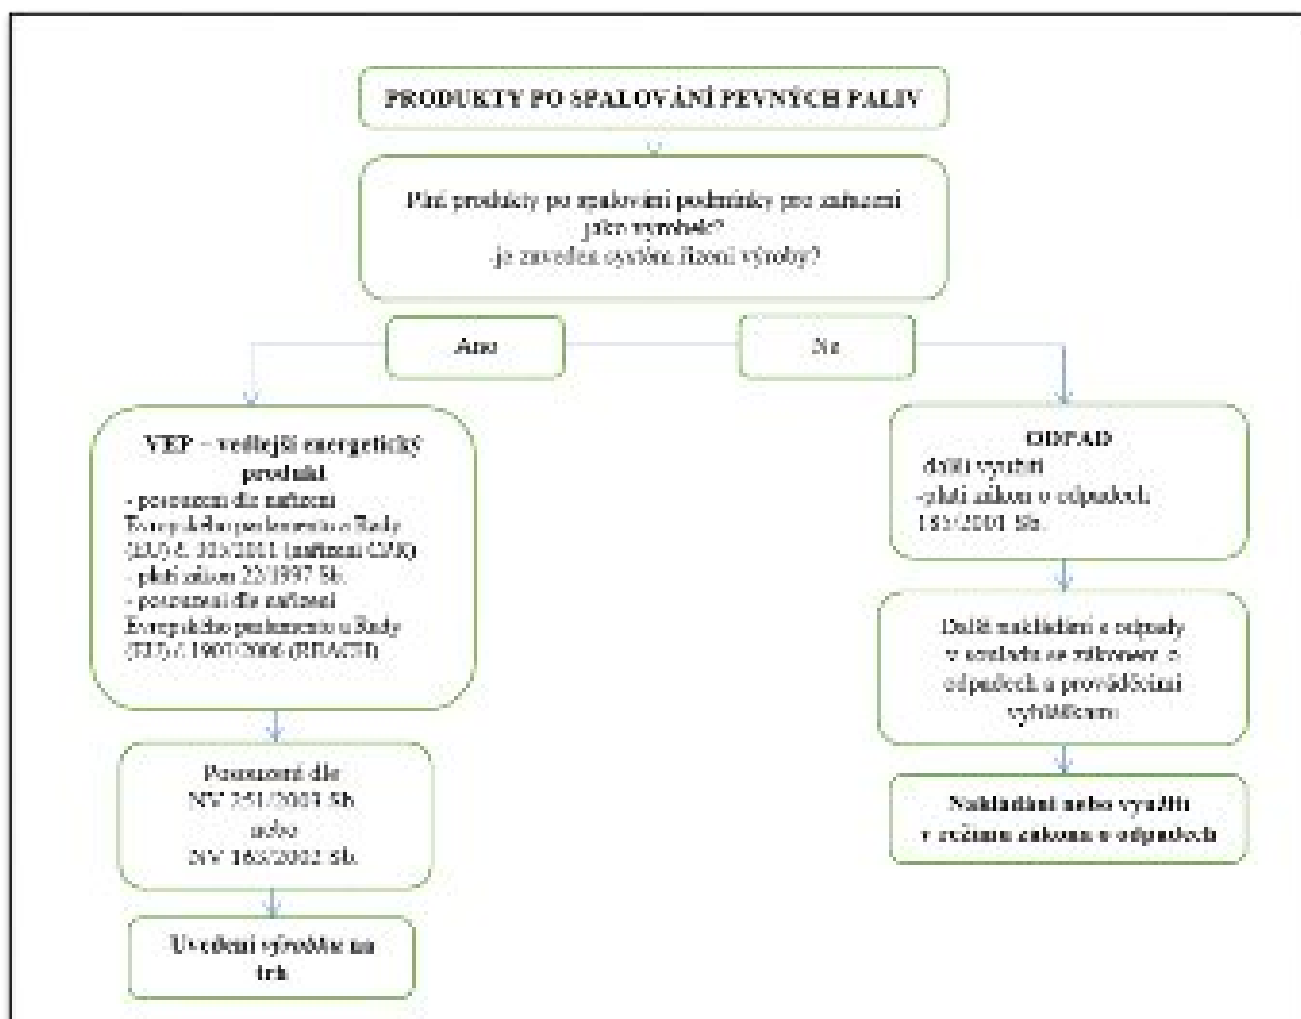 PRODUKTY PO SPALOVÁNÍ PEVNÝCH PALIV
Plní produkty po spalování podmínky pro zařazení
jako výrobek?
-je zaveden systém řízení výroby?
Ano
Ne
VEP – vedlejší energetický
produkt
- posouzení dle nařízení
Evropského parlamentu a Rady
(EU) č. 305/2011 (nařízení CPR)
- platí zákon 22/1997 Sb.
- posouzení dle nařízení
Evropského parlamentu a Rady
(EU) č. 1907/2006 (REACH)
Posouzení dle
NV 163/2002 Sb.
nebo
Uvedení výrobku na
trh
ODPAD
-další využití
-platí zákon o odpadech
185/2001 Sb.
Další nakládání s odpady
v souladu se zákonem o
odpadech a prováděcími
vyhláškami
Nakládání nebo využití
v režimu zákona o odpadech